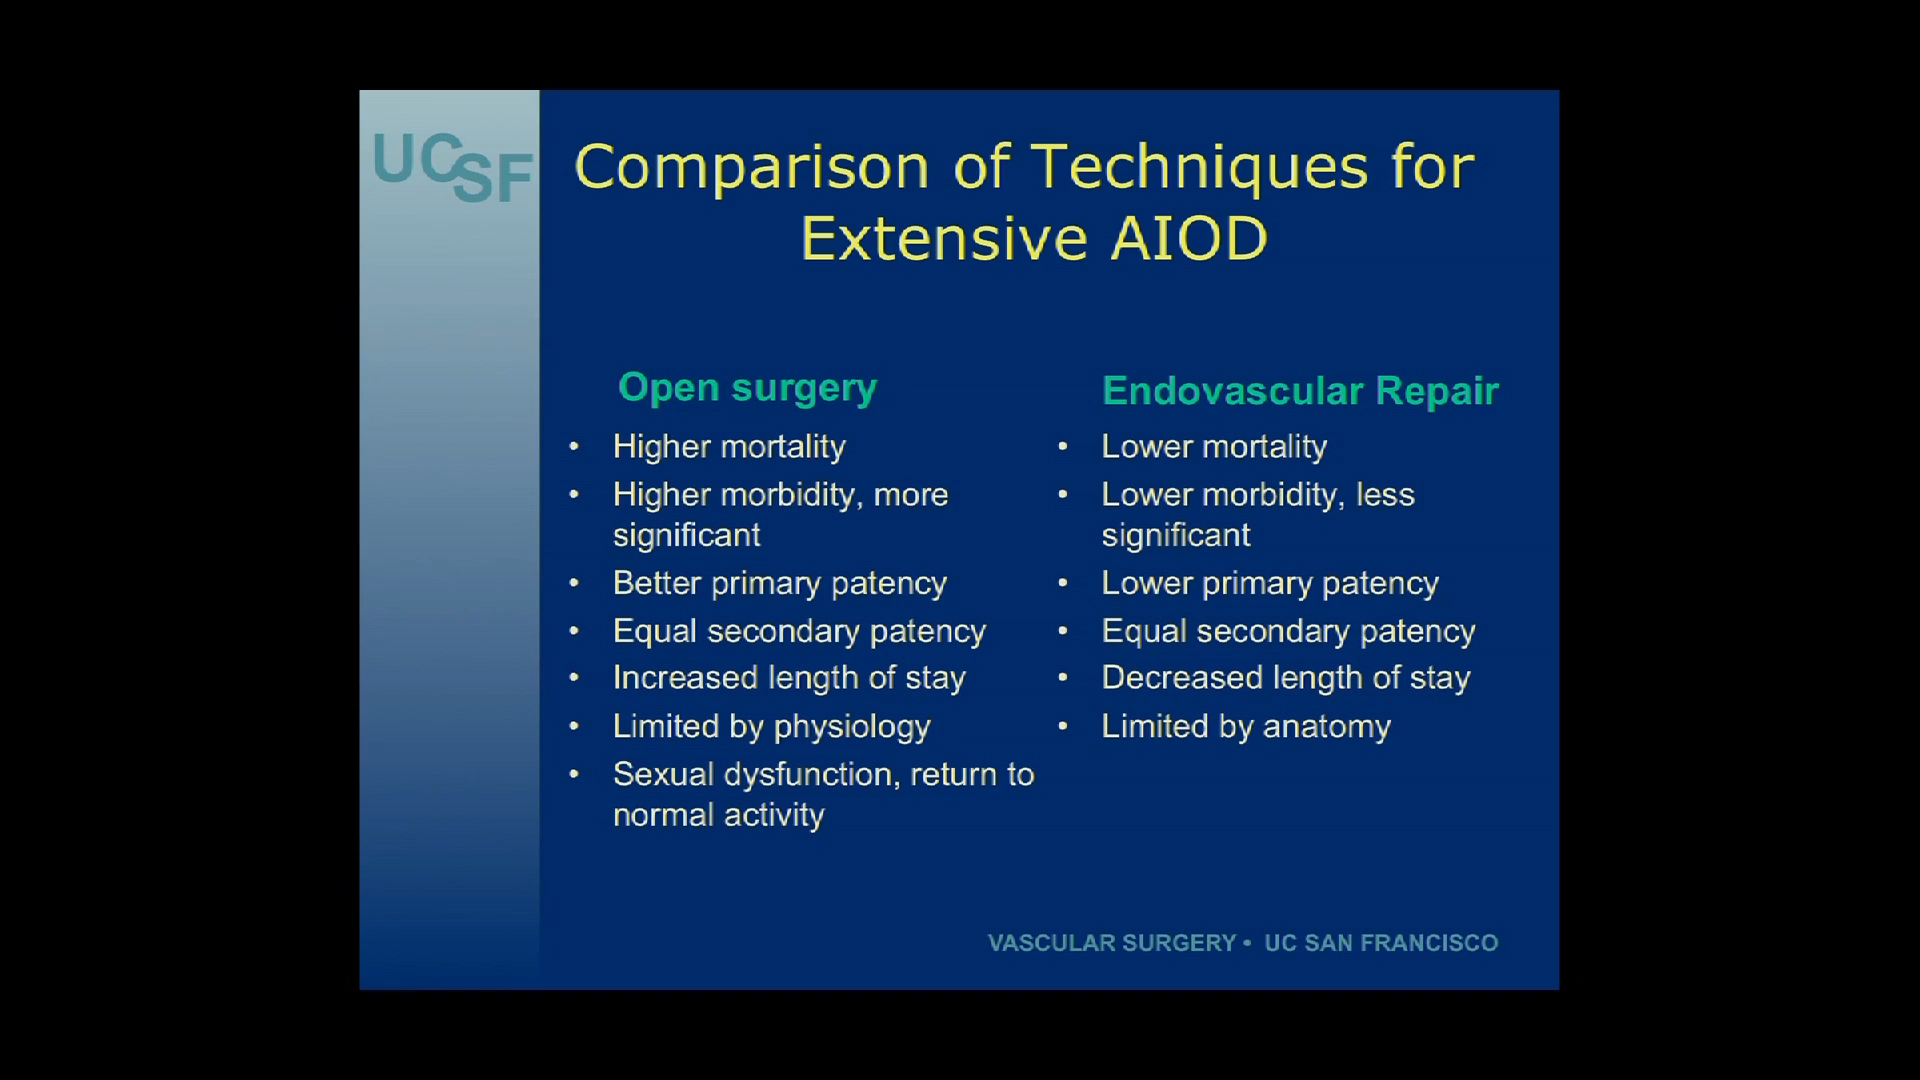 UCSF
Comparison of Techniques for
Extensive AIOD
Open surgery
• Higher mortality
• Higher morbidity, more
significant
• Better primary patency
• Equal secondary patency
• Increased length of stay
• Limited by physiology
• Sexual dysfunction, return to
normal activity
Endovascular Repair
• Lower mortality
• Lower morbidity, less
significant
• Lower primary patency
• Equal secondary patency
• Decreased length of stay
• Limited by anatomy
VASCULAR SURGERY • UC SAN FRANCISCO